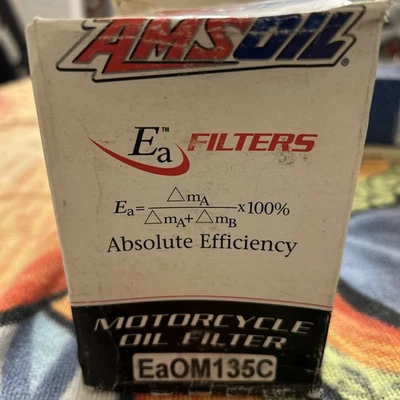 AMSOIL®
Ea™ FILTERS
Ea = △mA / (△mA + △mB) x100%
Absolute Efficiency
MOTORCYCLE
OIL FILTER
EaOM135C